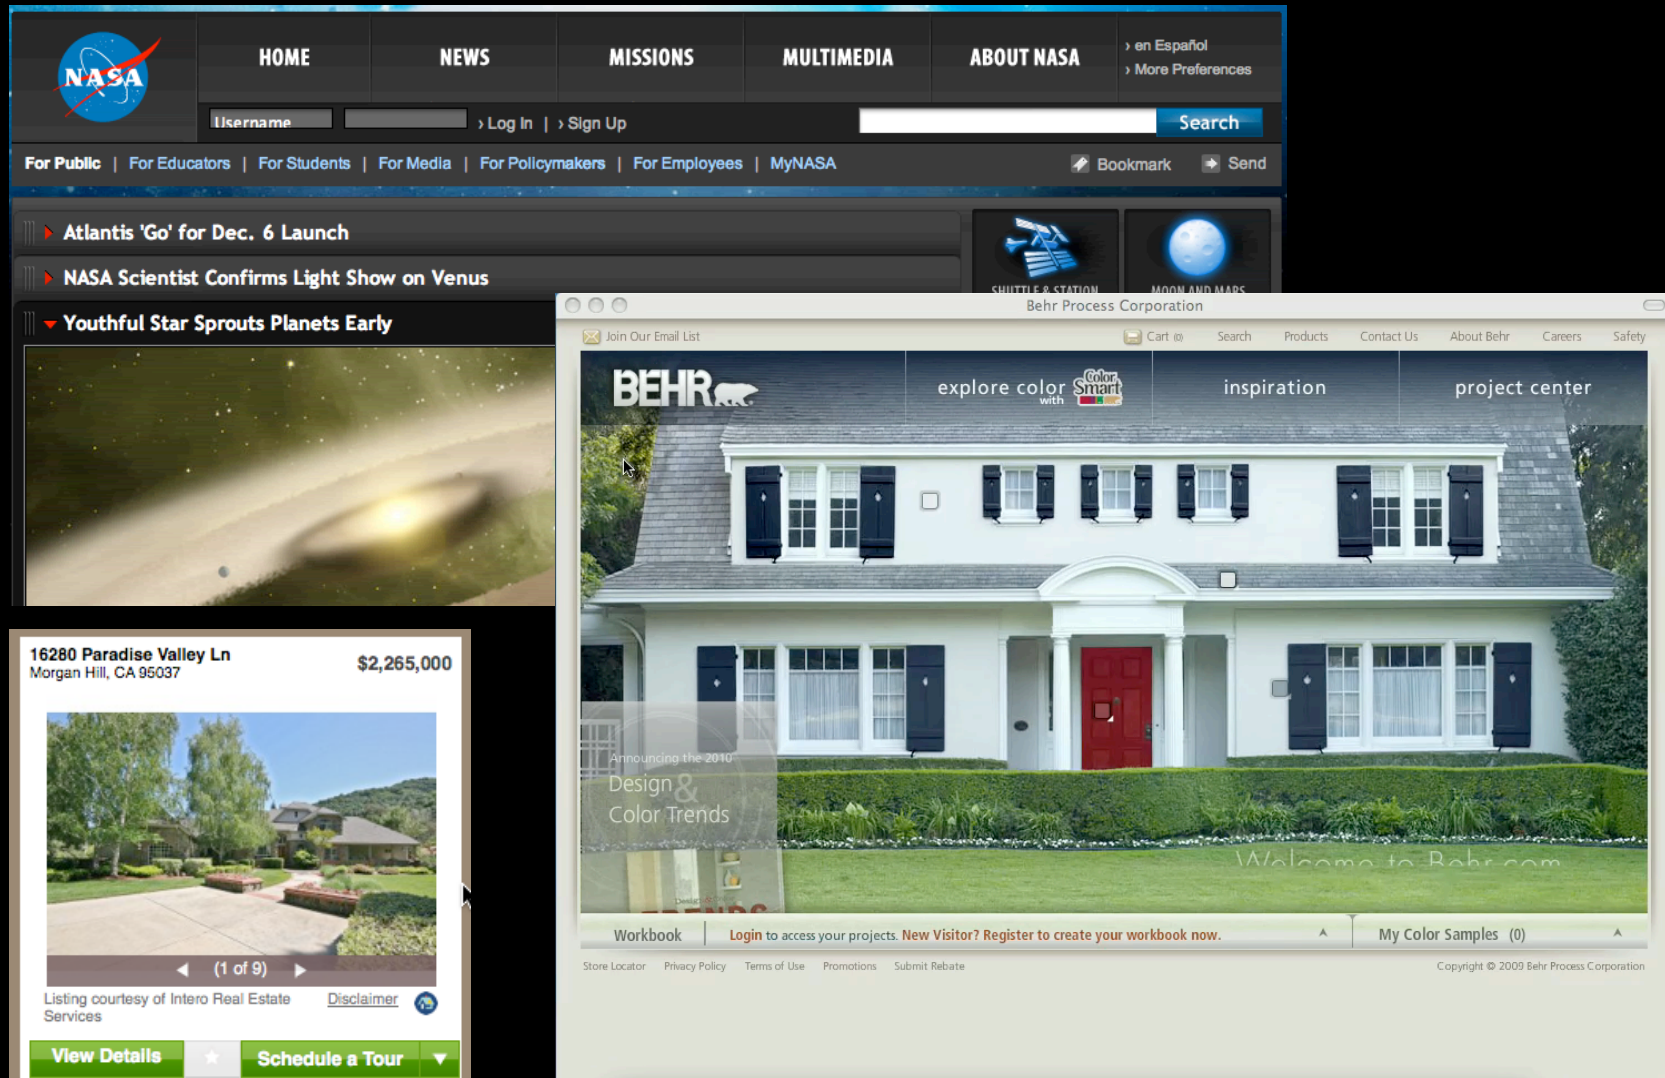 NASA
HOME
NEWS
MISSIONS
MULTIMEDIA
ABOUT NASA
› en Español
› More Preferences
Username
› Log In | › Sign Up
Search
For Public | For Educators | For Students | For Media | For Policymakers | For Employees | MyNASA
Bookmark
Send
Atlantis 'Go' for Dec. 6 Launch
NASA Scientist Confirms Light Show on Venus
Youthful Star Sprouts Planets Early
SHUTTLE & STATION
MOON AND MARS
Behr Process Corporation
Join Our Email List
Cart (0)
Search
Products
Contact Us
About Behr
Careers
Safety
BEHR
explore color
with
Color
Smart
inspiration
project center
Announcing the 2010
Design &
Color Trends
Design
TRENDS
Welcome to Behr.com
Workbook
Login to access your projects. New Visitor? Register to create your workbook now.
My Color Samples (0)
Store Locator
Privacy Policy
Terms of Use
Promotions
Submit Rebate
Copyright © 2009 Behr Process Corporation
16280 Paradise Valley Ln
Morgan Hill, CA 95037
$2,265,000
(1 of 9)
Listing courtesy of Intero Real Estate
Services
Disclaimer
View Details
Schedule a Tour